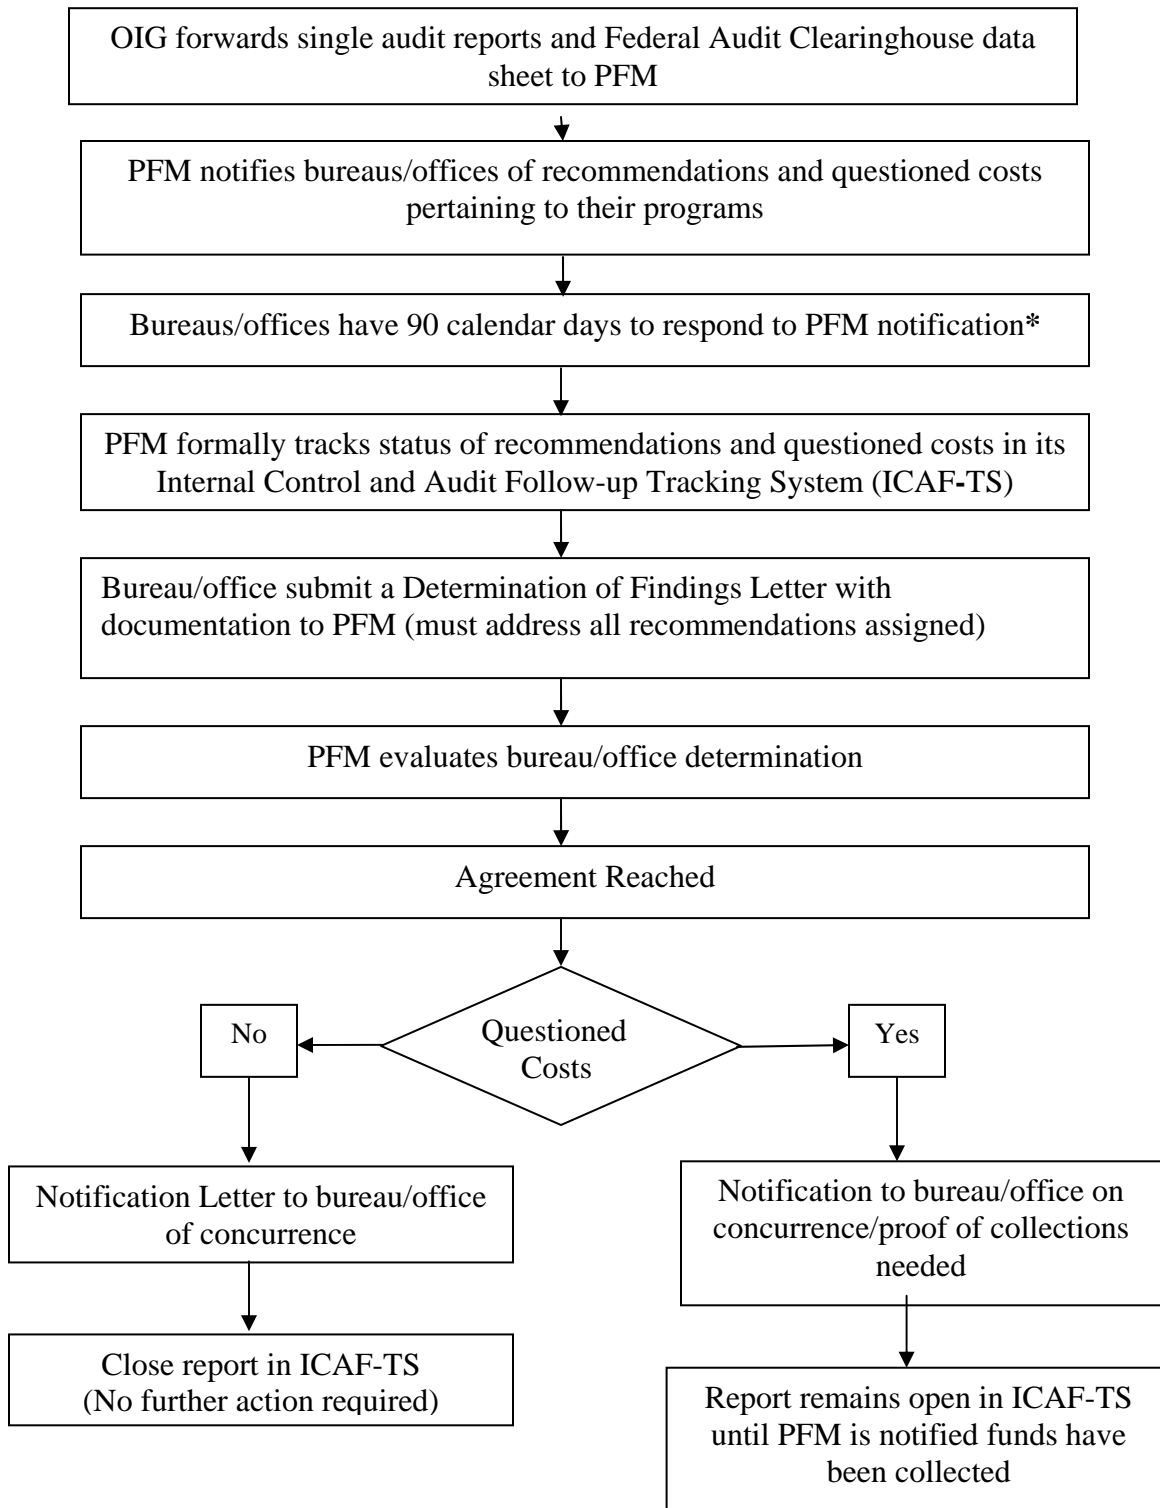 OIG forwards single audit reports and Federal Audit Clearinghouse data
sheet to PFM
PFM notifies bureaus/offices of recommendations and questioned costs
pertaining to their programs
Bureaus/offices have 90 calendar days to respond to PFM notification*
PFM formally tracks status of recommendations and questioned costs in its
Internal Control and Audit Follow-up Tracking System (ICAF-TS)
Bureau/office submit a Determination of Findings Letter with
documentation to PFM (must address all recommendations assigned)
PFM evaluates bureau/office determination
Agreement Reached
Questioned
Costs
No
Yes
Notification Letter to bureau/office
of concurrence
Close report in ICAF-TS
(No further action required)
Notification to bureau/office on
concurrence/proof of collections
needed
Report remains open in ICAF-TS
until PFM is notified funds have
been collected